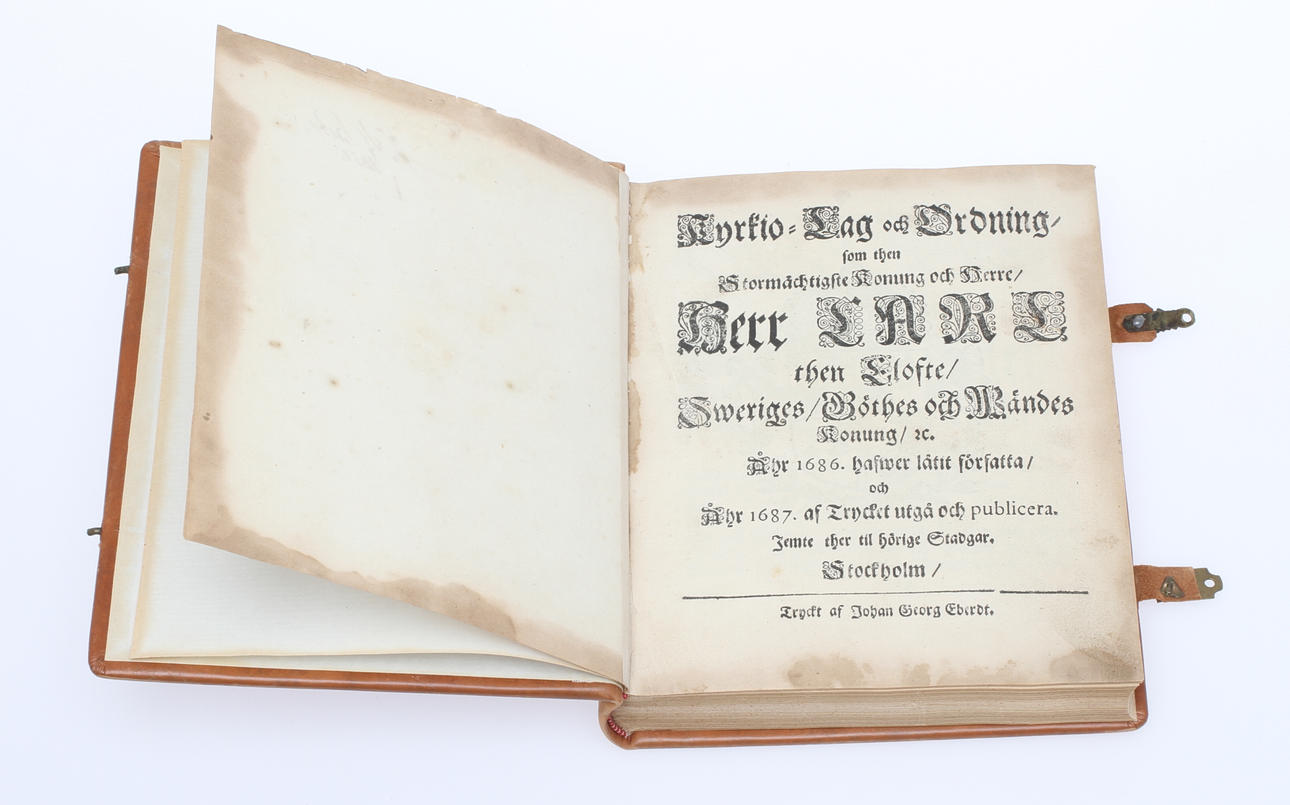 Kyrkio-Lag och Ordning/
som then
Stormächtigste Konung och Herre/
Herr CARL
then Elofte/
Sweriges/ Göthes och Wändes
Konung/ ꝛc.
Åhr 1686. hafwer låtit författa/
och
Åhr 1687. af Trycket utgå och publicera.
Jemte ther til hörige Stadgar.
Stockholm/
Tryckt af Johan Georg Eberdt.